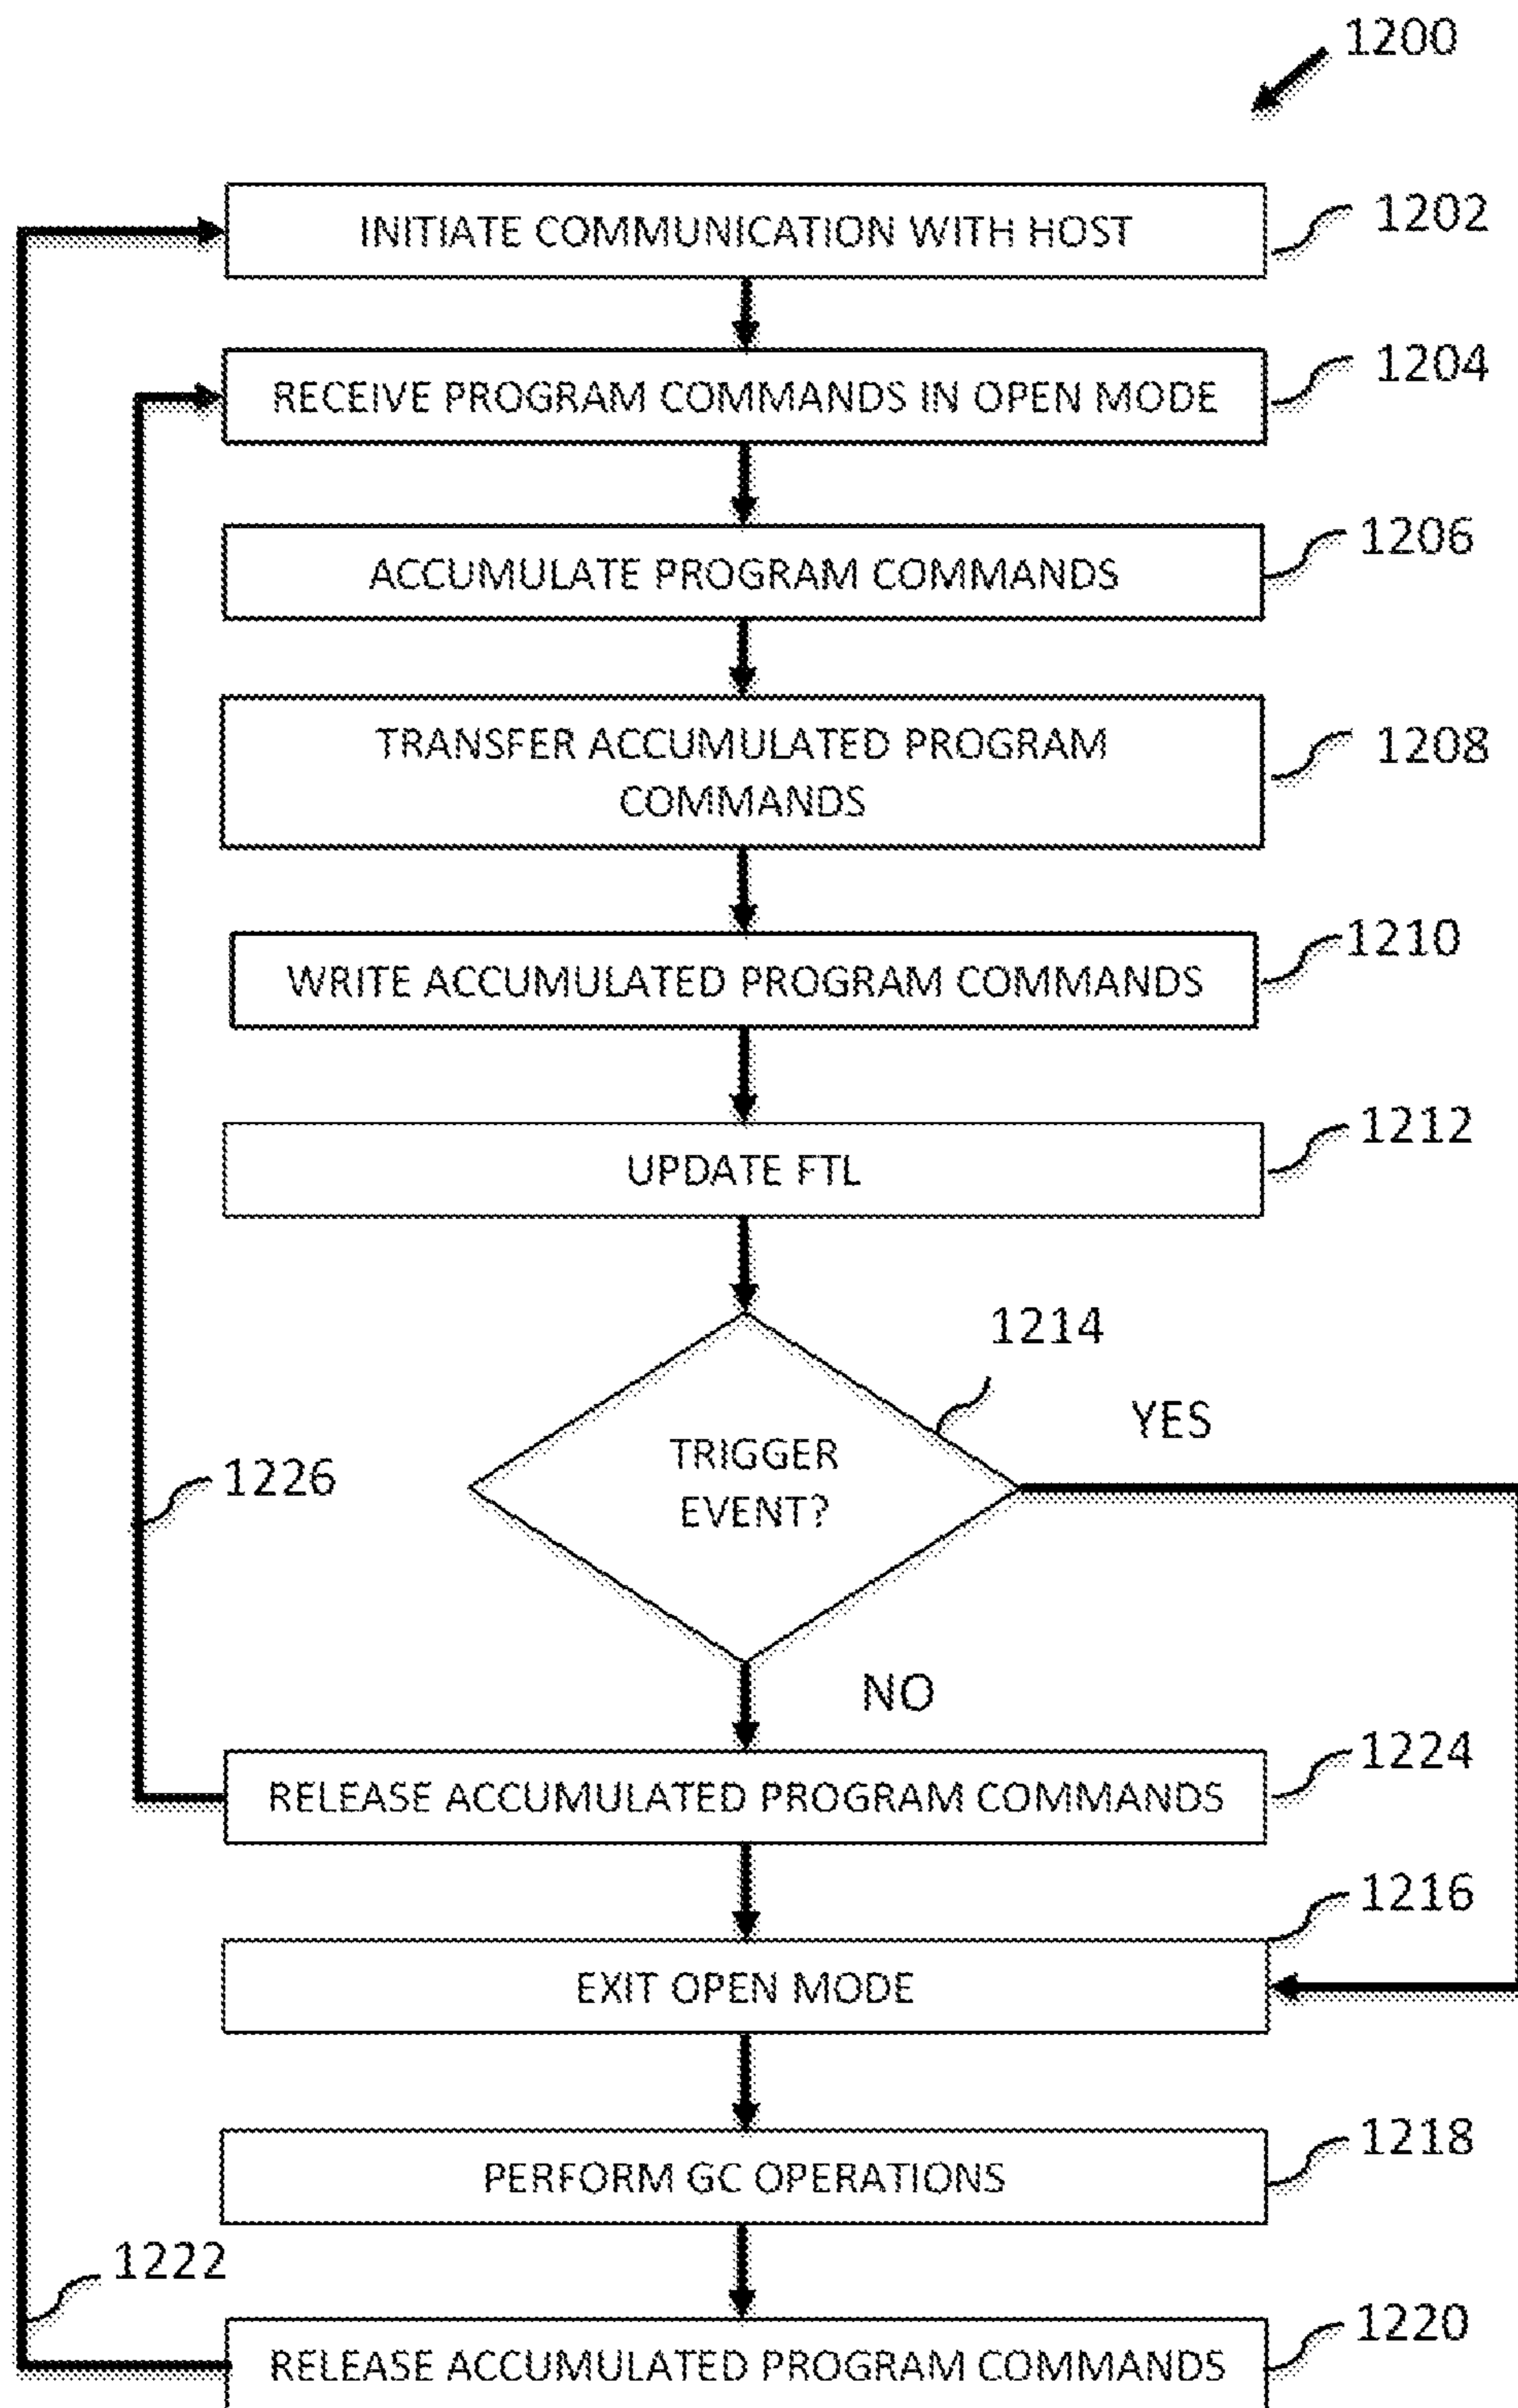 1200
INITIATE COMMUNICATION WITH HOST
1202
RECEIVE PROGRAM COMMANDS IN OPEN MODE
1204
ACCUMULATE PROGRAM COMMANDS
1206
TRANSFER ACCUMULATED PROGRAM
COMMANDS
1208
WRITE ACCUMULATED PROGRAM COMMANDS
1210
UPDATE FTL
1212
1214
TRIGGER
EVENT?
YES
1226
NO
RELEASE ACCUMULATED PROGRAM COMMANDS
1224
EXIT OPEN MODE
1216
PERFORM GC OPERATIONS
1218
1222
RELEASE ACCUMULATED PROGRAM COMMANDS
1220